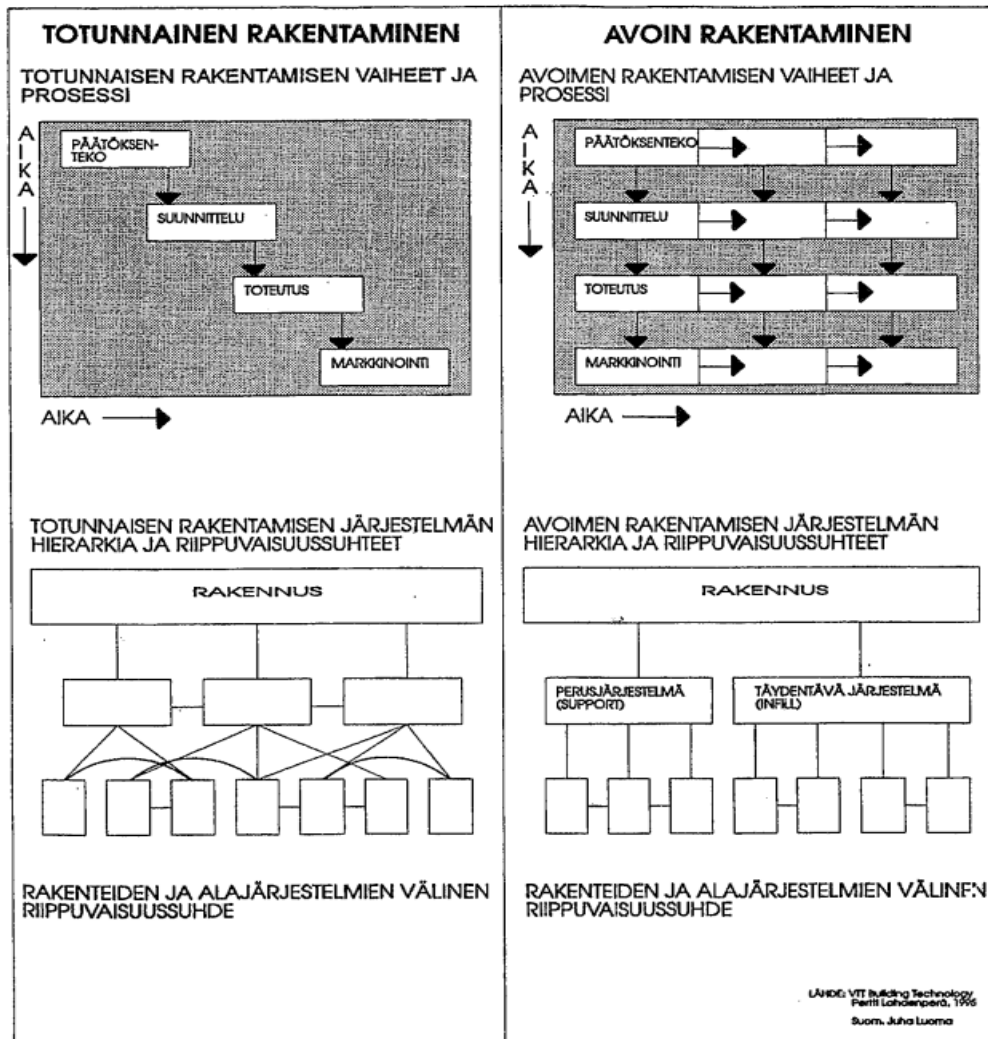 TOTUNNAINEN RAKENTAMINEN
TOTUNNAISEN RAKENTAMISEN VAIHEET JA
PROSESSI
AIKA
PÄÄTÖKSEN-
TEKO
SUUNNITTELU
TOTEUTUS
MARKKINOINTI
AIKA
TOTUNNAISEN RAKENTAMISEN JÄRJESTELMÄN
HIERARKIA JA RIIPPUVAISUUSSUHTEET
RAKENNUS
RAKENTEIDEN JA ALAJÄRJESTELMIEN VÄLINEN
RIIPPUVAISUUSSUHDE
AVOIN RAKENTAMINEN
AVOIMEN RAKENTAMISEN VAIHEET JA
PROSESSI
AIKA
PÄÄTÖKSENTEKO
SUUNNITTELU
TOTEUTUS
MARKKINOINTI
AIKA
AVOIMEN RAKENTAMISEN JÄRJESTELMÄN
HIERARKIA JA RIIPPUVAISUUSSUHTEET
RAKENNUS
PERUSJÄRJESTELMÄ
(SUPPORT)
TÄYDENTÄVÄ JÄRJESTELMÄ
(INFILL)
RAKENTEIDEN JA ALAJÄRJESTELMIEN VÄLINEN
RIIPPUVAISUUSSUHDE
LÄHDE: VTT Building Technology
Pertti Lahdenperä,
Suom. Juha Luoma